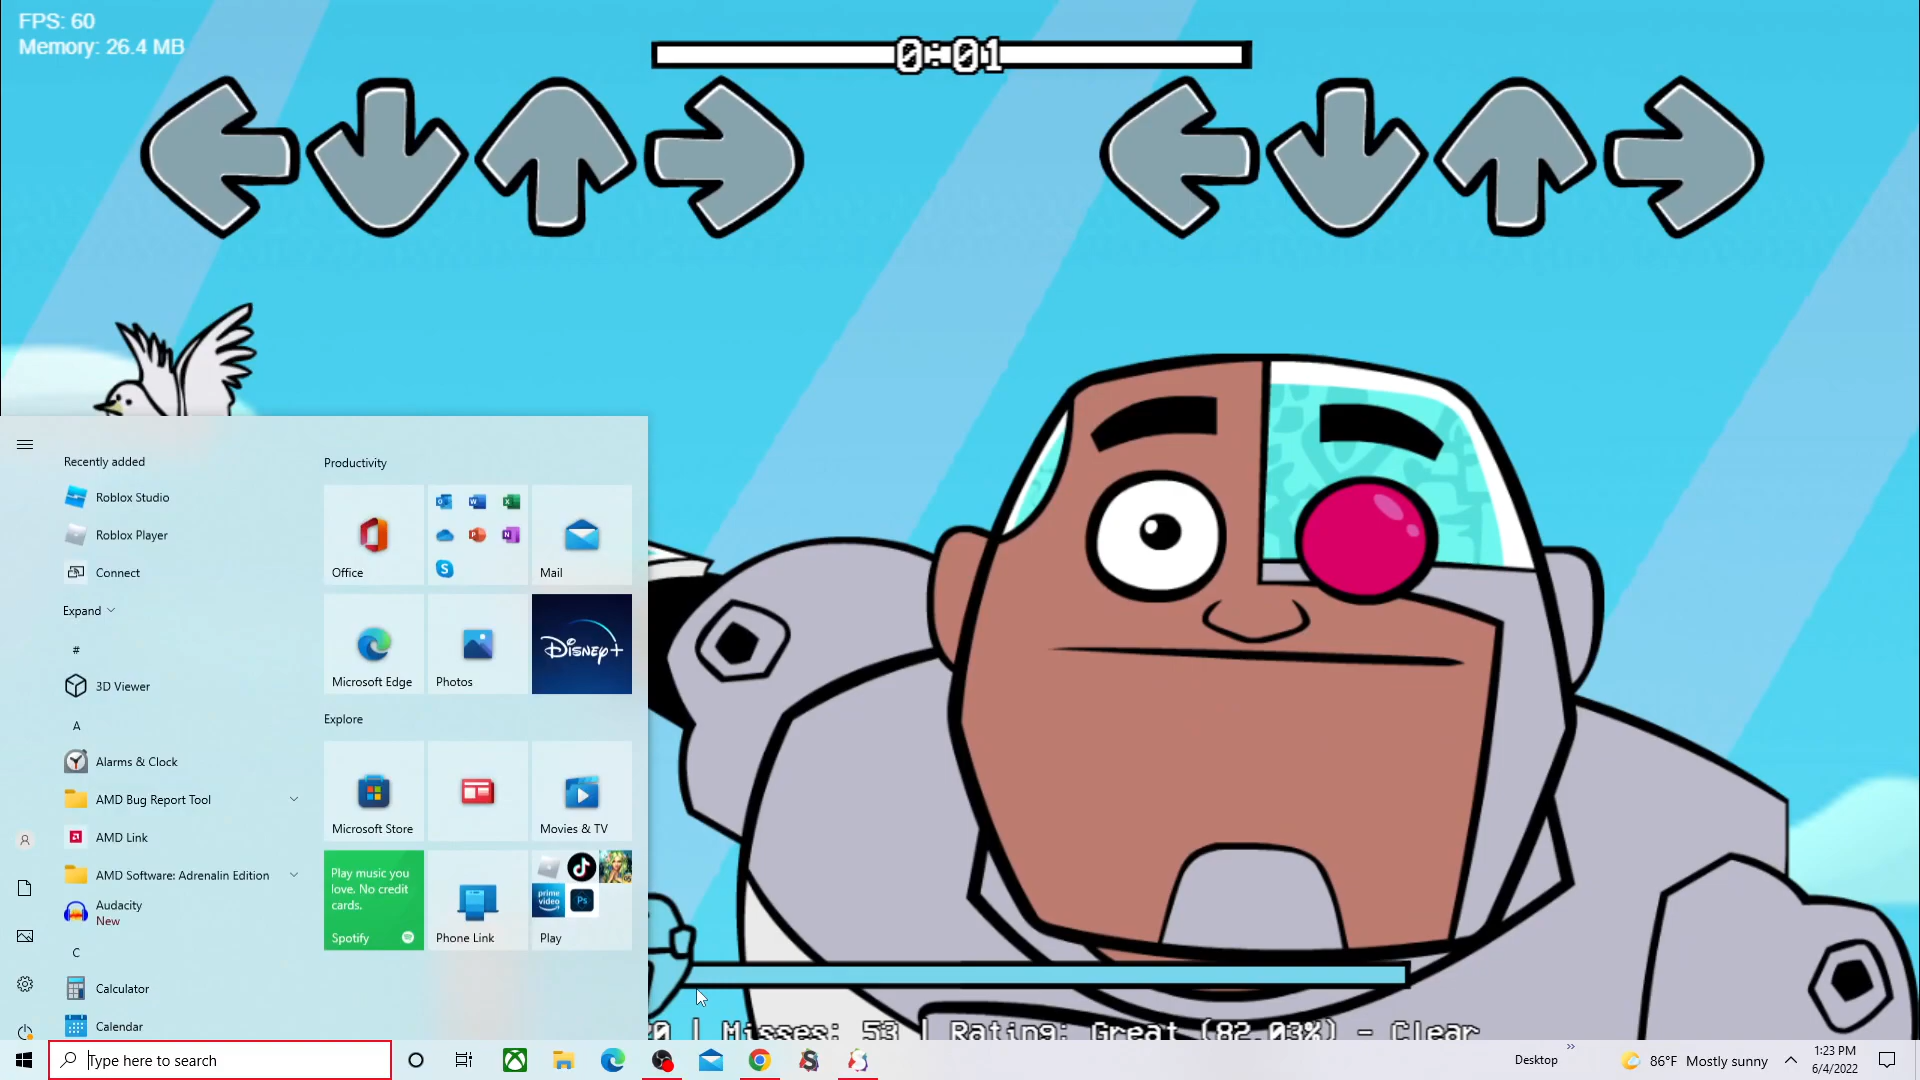 FPS: 60
Memory: 26.4 MB
0:01
Recently added
Roblox Studio
Roblox Player
Connect
Expand
#
3D Viewer
A
Alarms & Clock
AMD Bug Report Tool
AMD Link
AMD Software: Adrenalin Edition
Audacity
New
C
Calculator
Calendar
Productivity
Office
Mail
Microsoft Edge
Photos
Disney+
Explore
Microsoft Store
Movies & TV
Play music you
love. No credit
cards.
Spotify
Phone Link
prime
video
Ps
Play
| Misses: 53 | Rating: Great (82.03%) - Clear
Type here to search
Desktop
86°F Mostly sunny
1:23 PM
6/4/2022